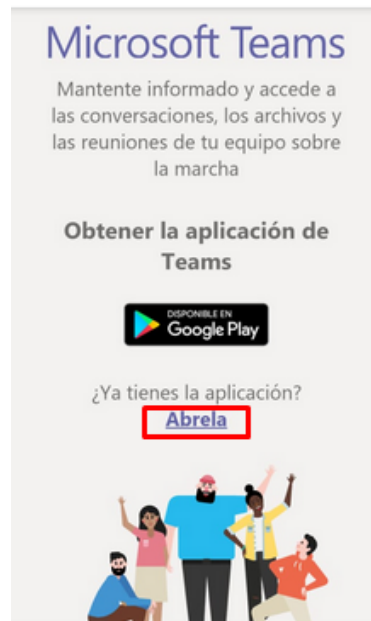 Microsoft Teams
Mantente informado y accede a
las conversaciones, los archivos y
las reuniones de tu equipo sobre
la marcha
Obtener la aplicación de
Teams
DISPONIBLE EN
Google Play
¿Ya tienes la aplicación?
Abrela